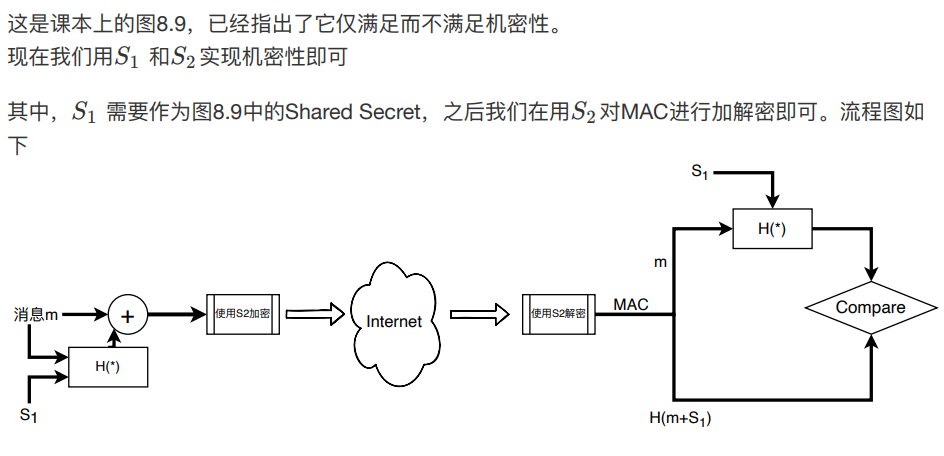 这是课本上的图8.9，已经指出了它仅满足而不满足机密性。
现在我们用S₁ 和S₂实现机密性即可
其中，S₁ 需要作为图8.9中的Shared Secret，之后我们在用S₂对MAC进行加解密即可。流程图如
下
S₁
H(*)
m
消息m
+
使用S2加密
Internet
使用S2解密
MAC
Compare
H(*)
S₁
H(m+S₁)